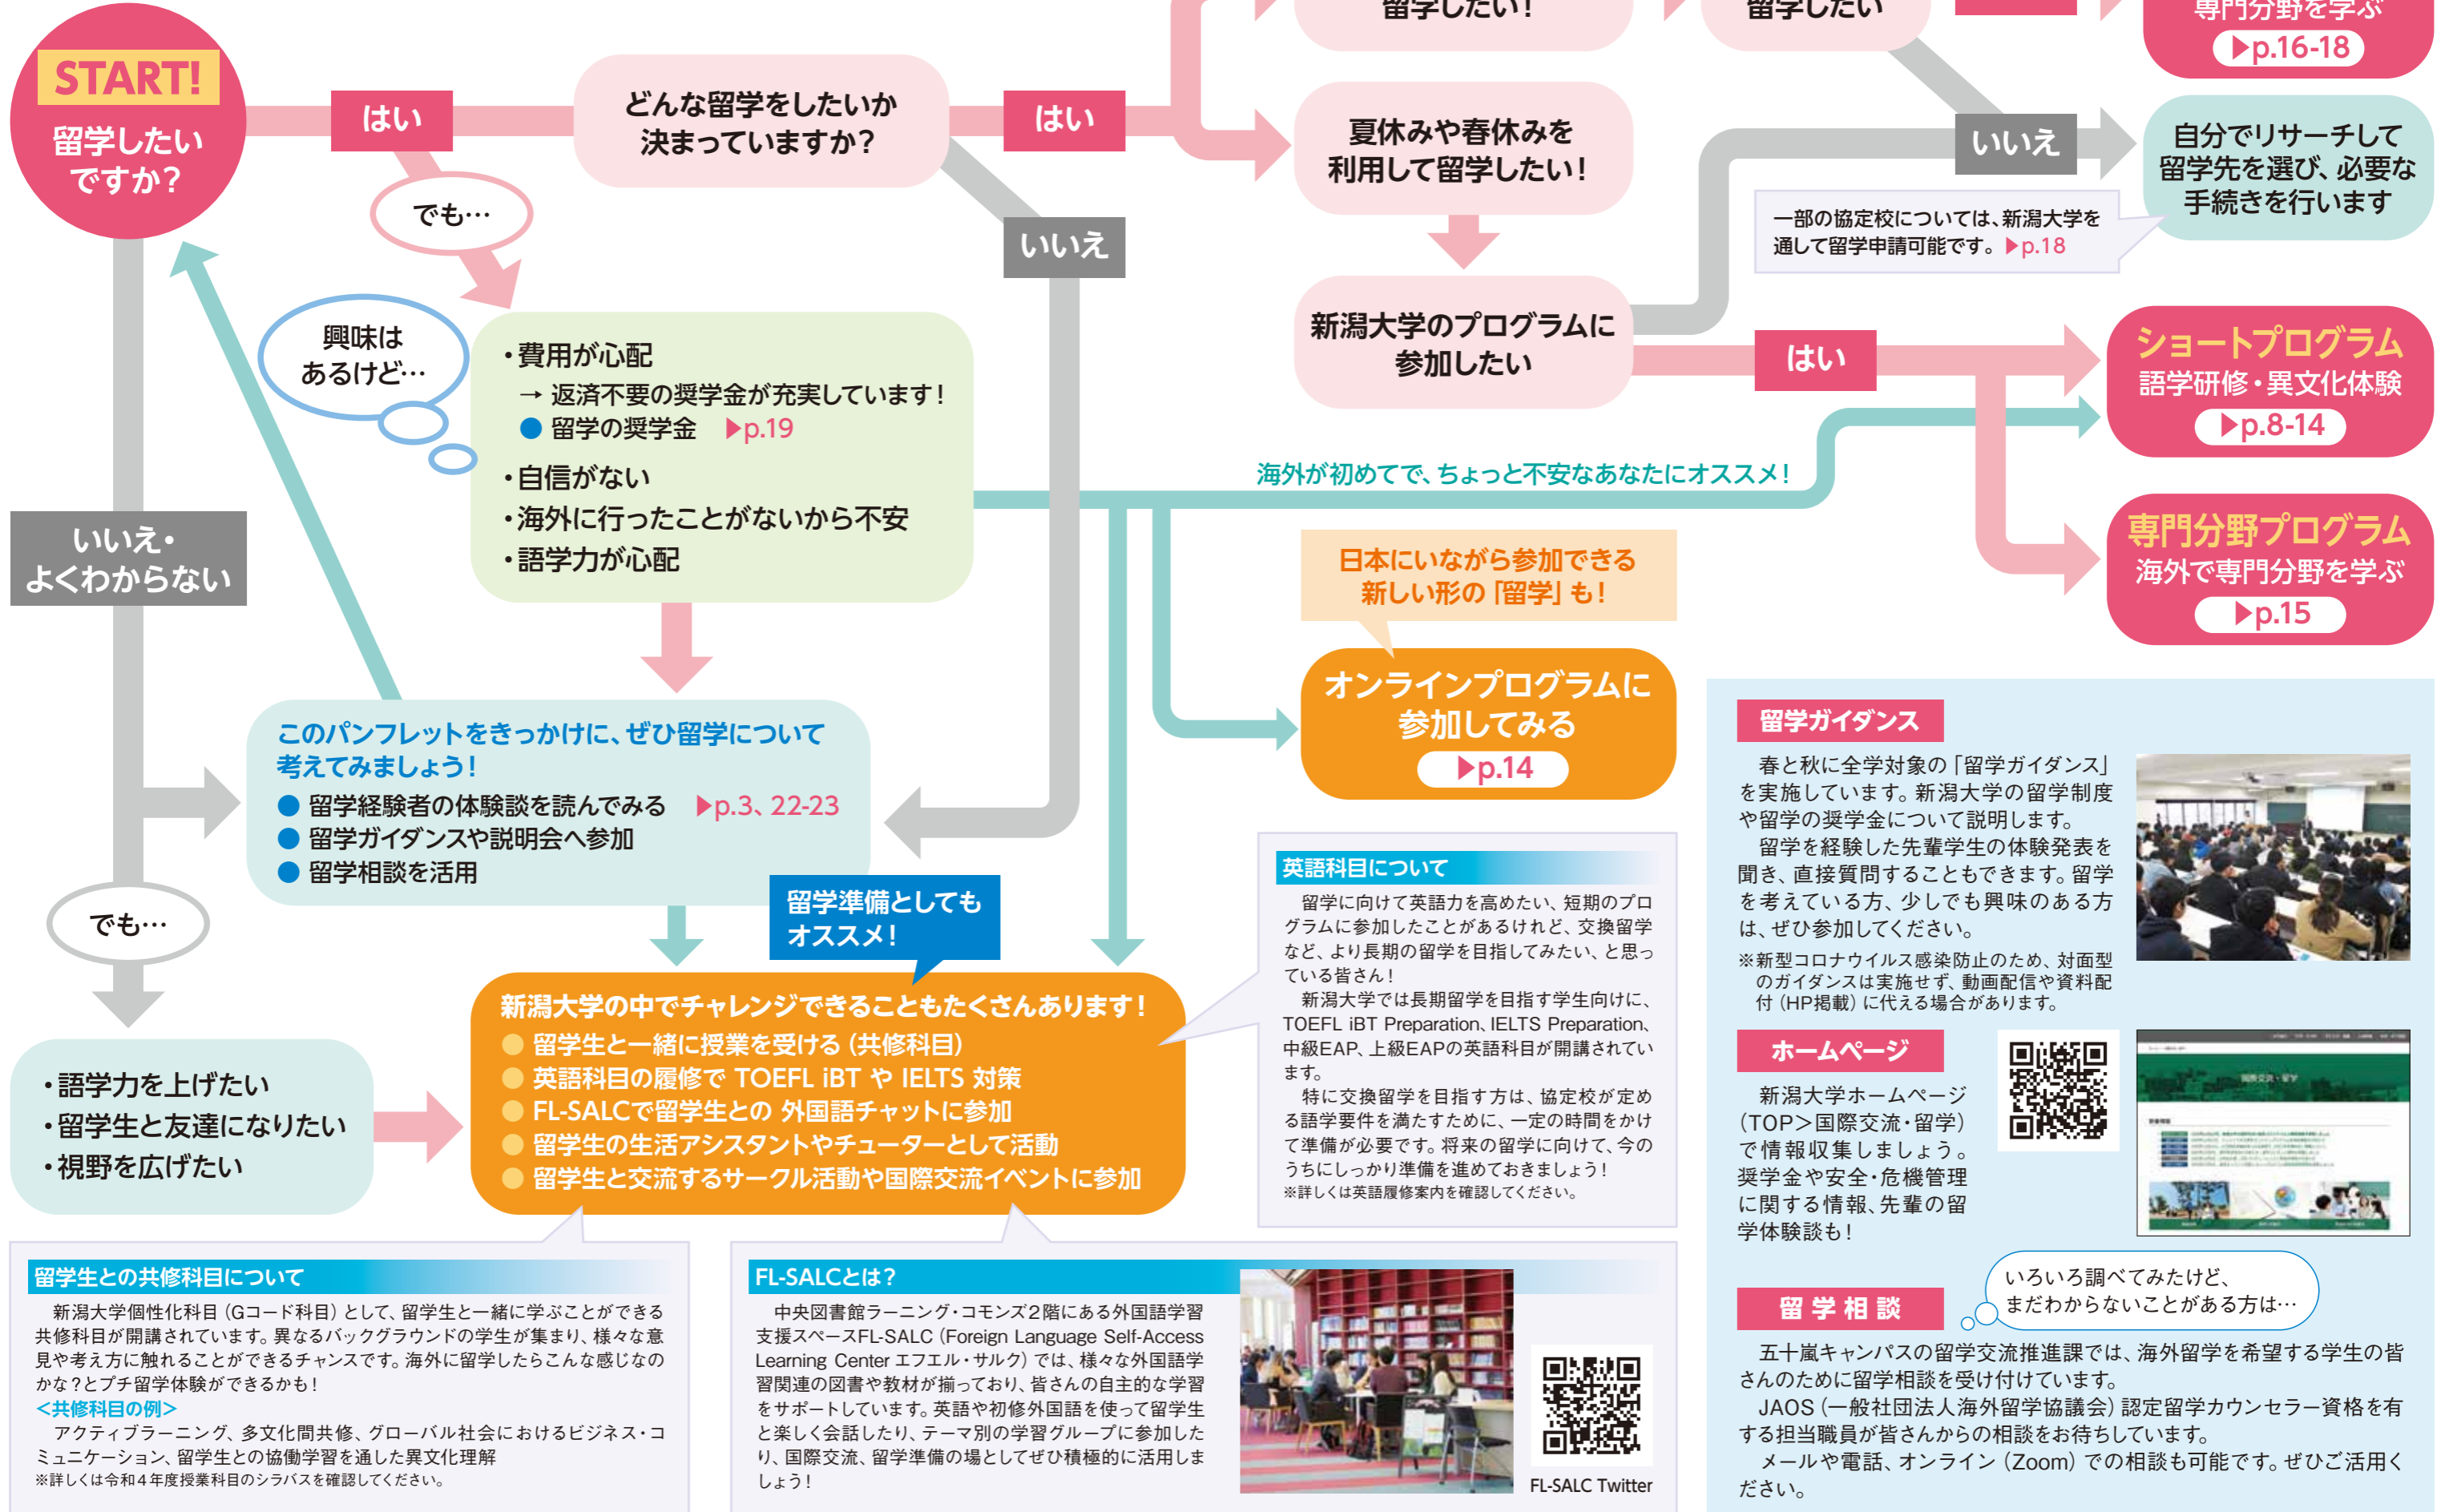 留学したい!
留学したい
専門分野を学ぶ
▶p.16-18
START!
留学したい
ですか?
はい
どんな留学をしたいか
決まっていますか?
はい
夏休みや春休みを
利用して留学したい!
いいえ
自分でリサーチして
留学先を選び、必要な
手続きを行います
一部の協定校については、新潟大学を
通して留学申請可能です。▶p.18
でも…
いいえ
興味は
あるけど…
・費用が心配
→ 返済不要の奨学金が充実しています!
● 留学の奨学金 ▶p.19
・自信がない
・海外に行ったことがないから不安
・語学力が心配
新潟大学のプログラムに
参加したい
はい
ショートプログラム
語学研修・異文化体験
▶p.8-14
海外が初めてで、ちょっと不安なあなたにオススメ!
専門分野プログラム
海外で専門分野を学ぶ
▶p.15
いいえ・
よくわからない
日本にいながら参加できる
新しい形の「留学」も!
オンラインプログラムに
参加してみる
▶p.14
このパンフレットをきっかけに、ぜひ留学について
考えてみましょう!
● 留学経験者の体験談を読んでみる ▶p.3、22-23
● 留学ガイダンスや説明会へ参加
● 留学相談を活用
でも…
留学準備としても
オススメ!
・語学力を上げたい
・留学生と友達になりたい
・視野を広げたい
新潟大学の中でチャレンジできることもたくさんあります!
● 留学生と一緒に授業を受ける(共修科目)
● 英語科目の履修で TOEFL iBT や IELTS 対策
● FL-SALCで留学生との 外国語チャットに参加
● 留学生の生活アシスタントやチューターとして活動
● 留学生と交流するサークル活動や国際交流イベントに参加
英語科目について
留学に向けて英語力を高めたい、短期のプロ
グラムに参加したことがあるけれど、交換留学
など、より長期の留学を目指してみたい、と思っ
ている皆さん!
新潟大学では長期留学を目指す学生向けに、
TOEFL iBT Preparation、IELTS Preparation、
中級EAP、上級EAPの英語科目が開講されてい
ます。
特に交換留学を目指す方は、協定校が定め
る語学要件を満たすために、一定の時間をかけ
て準備が必要です。将来の留学に向けて、今の
うちにしっかり準備を進めておきましょう!
※詳しくは英語履修案内を確認してください。
留学生との共修科目について
新潟大学個性化科目(Gコード科目)として、留学生と一緒に学ぶことができる
共修科目が開講されています。異なるバックグラウンドの学生が集まり、様々な意
見や考え方に触れることができるチャンスです。海外に留学したらこんな感じなの
かな?とプチ留学体験ができるかも!
<共修科目の例>
アクティブラーニング、多文化間共修、グローバル社会におけるビジネス・コ
ミュニケーション、留学生との協働学習を通した異文化理解
※詳しくは令和4年度授業科目のシラバスを確認してください。
FL-SALCとは?
中央図書館ラーニング・コモンズ2階にある外国語学習
支援スペースFL-SALC(Foreign Language Self-Access
Learning Center エフエル・サルク)では、様々な外国語学
習関連の図書や教材が揃っており、皆さんの自主的な学習
をサポートしています。英語や初修外国語を使って留学生
と楽しく会話したり、テーマ別の学習グループに参加した
り、国際交流、留学準備の場としてぜひ積極的に活用しま
しょう!
FL-SALC Twitter
留学ガイダンス
春と秋に全学対象の「留学ガイダンス」
を実施しています。新潟大学の留学制度
や留学の奨学金について説明します。
留学を経験した先輩学生の体験発表を
聞き、直接質問することもできます。留学
を考えている方、少しでも興味のある方
は、ぜひ参加してください。
※新型コロナウイルス感染防止のため、対面型
のガイダンスは実施せず、動画配信や資料配
付(HP掲載)に代える場合があります。
ホームページ
新潟大学ホームページ
(TOP>国際交流・留学)
で情報収集しましょう。
奨学金や安全・危機管理
に関する情報、先輩の留
学体験談も!
国際交流・留学
いろいろ調べてみたけど、
まだわからないことがある方は…
留学相談
五十嵐キャンパスの留学交流推進課では、海外留学を希望する学生の皆
さんのために留学相談を受け付けています。
JAOS(一般社団法人海外留学協議会)認定留学カウンセラー資格を有
する担当職員が皆さんからの相談をお待ちしています。
メールや電話、オンライン(Zoom)での相談も可能です。ぜひご活用く
ださい。